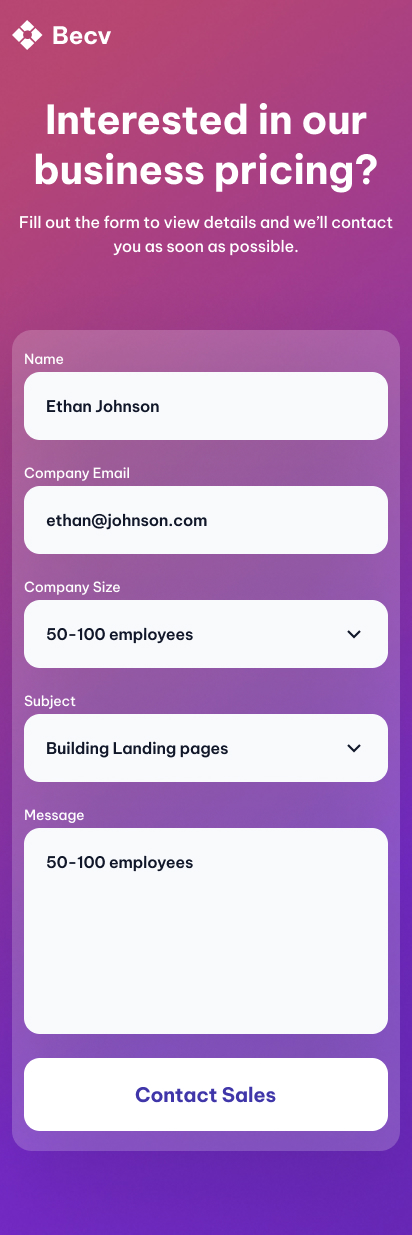 Becv
Interested in our
business pricing?
Fill out the form to view details and we’ll contact
you as soon as possible.
Name
Ethan Johnson
Company Email
ethan@johnson.com
Company Size
50-100 employees
Subject
Building Landing pages
Message
50-100 employees
Contact Sales